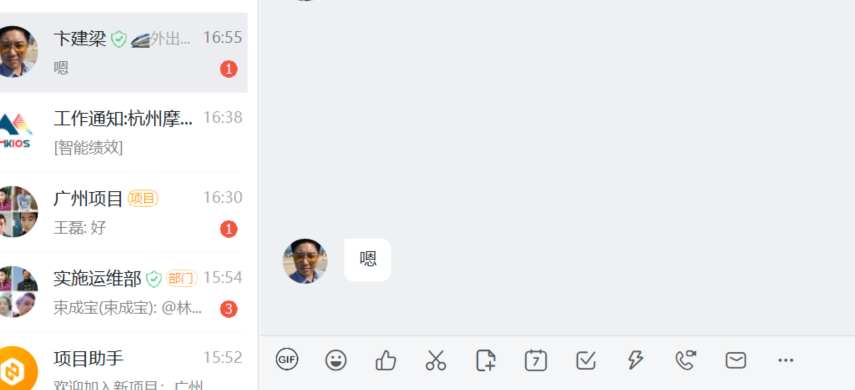 卞建梁 外出... 16:55
嗯 1
工作通知:杭州摩... 16:38
MKIOS
[智能绩效]
广州项目 项目 16:30
王磊: 好 1
实施运维部 部门 15:54
束成宝(束成宝): @林... 3
项目助手 15:52
欢迎加入新项目：广州
嗯
GIF 7